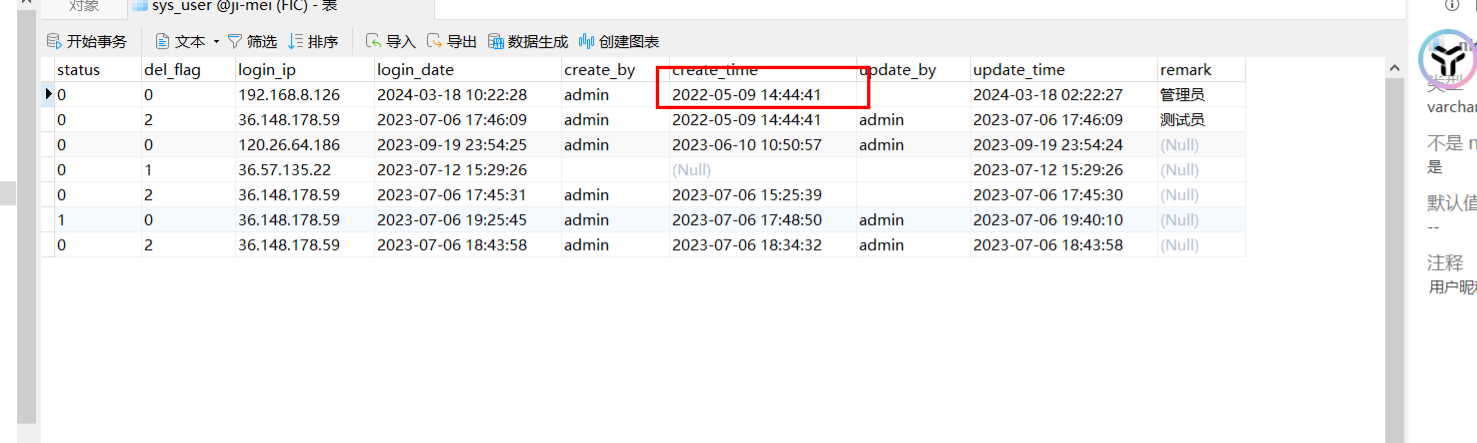 对象 sys_user @ji-mei (FIC) - 表
开始事务 文本 筛选 排序 导入 导出 数据生成 创建图表
status del_flag login_ip login_date create_by create_time update_by update_time remark
0 0 192.168.8.126 2024-03-18 10:22:28 admin 2022-05-09 14:44:41 2024-03-18 02:22:27 管理员
0 2 36.148.178.59 2023-07-06 17:46:09 admin 2022-05-09 14:44:41 admin 2023-07-06 17:46:09 测试员
0 0 120.26.64.186 2023-09-19 23:54:25 admin 2023-06-10 10:50:57 admin 2023-09-19 23:54:24 (Null)
0 1 36.57.135.22 2023-07-12 15:29:26 (Null) 2023-07-12 15:29:26 (Null)
0 2 36.148.178.59 2023-07-06 17:45:31 admin 2023-07-06 15:25:39 2023-07-06 17:45:30 (Null)
1 0 36.148.178.59 2023-07-06 19:25:45 admin 2023-07-06 17:48:50 admin 2023-07-06 19:40:10 (Null)
0 2 36.148.178.59 2023-07-06 18:43:58 admin 2023-07-06 18:34:32 admin 2023-07-06 18:43:58 (Null)
类型
varchar
不是 n
是
默认值
--
注释
用户昵